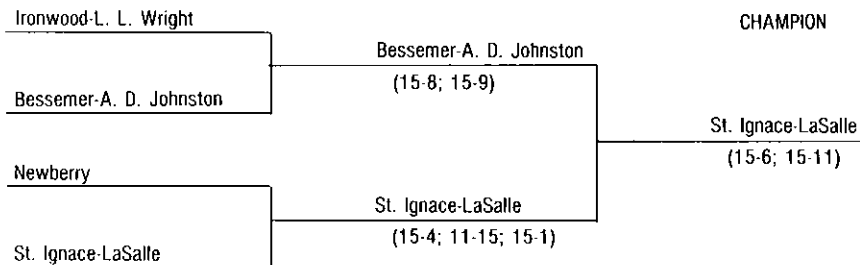 Ironwood-L. L. Wright
CHAMPION
Bessemer-A. D. Johnston
(15-8; 15-9)
Bessemer-A. D. Johnston
St. Ignace-LaSalle
(15-6; 15-11)
Newberry
St. Ignace-LaSalle
(15-4; 11-15; 15-1)
St. Ignace-LaSalle